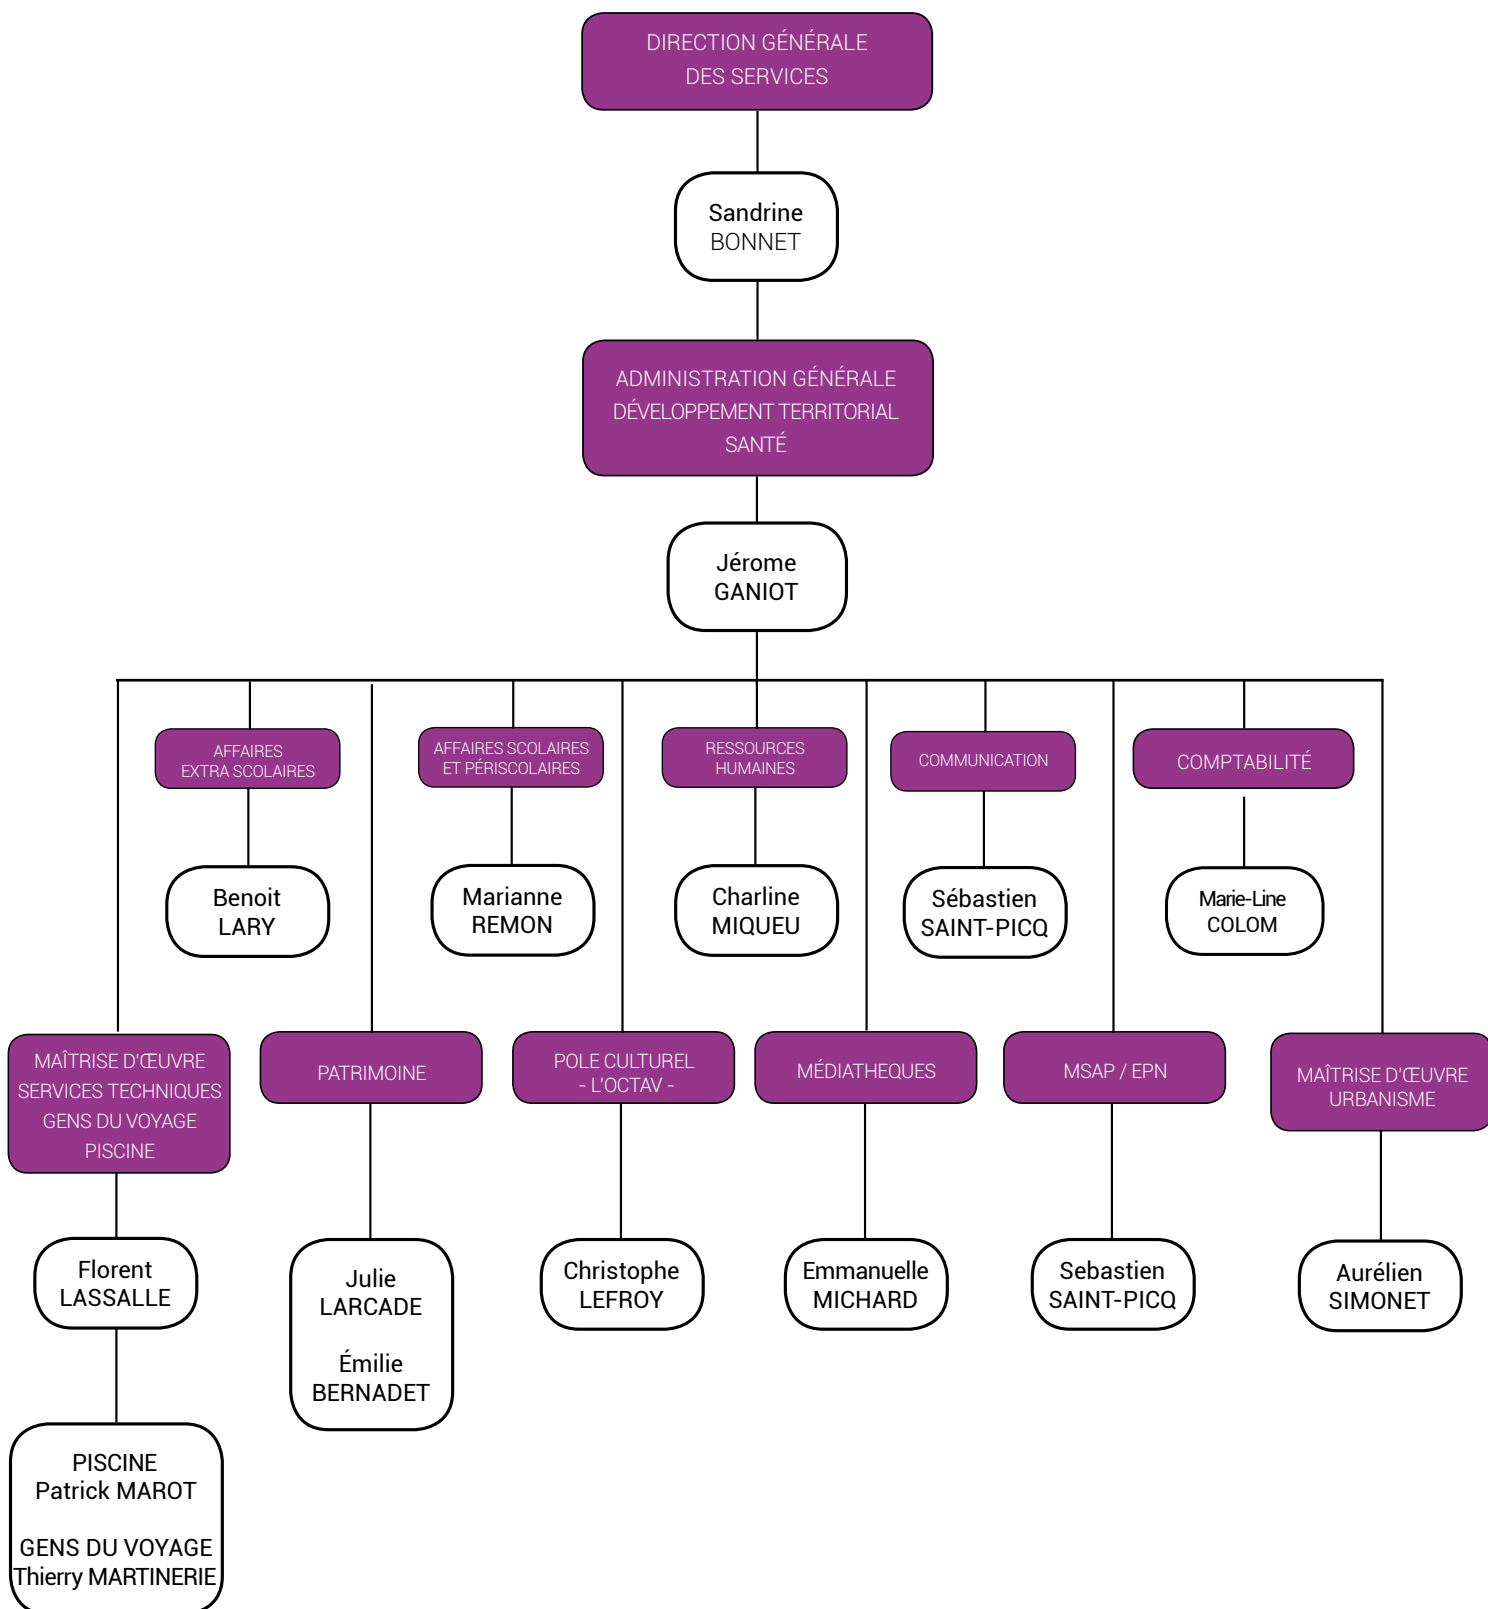 DIRECTION GÉNÉRALE
DES SERVICES
Sandrine
BONNET
ADMINISTRATION GÉNÉRALE
DÉVELOPPEMENT TERRITORIAL
SANTÉ
Jérome
GANIOT
AFFAIRES
EXTRA SCOLAIRES
AFFAIRES SCOLAIRES
ET PÉRISCOLAIRES
RESSOURCES
HUMAINES
COMMUNICATION
COMPTABILITÉ
Benoit
LARY
Marianne
REMON
Charline
MIQUEU
Sébastien
SAINT-PICQ
Marie-Line
COLOM
MAÎTRISE D'ŒUVRE
SERVICES TECHNIQUES
GENS DU VOYAGE
PISCINE
PATRIMOINE
POLE CULTUREL
- L'OCTAV -
MÉDIATHEQUES
MSAP / EPN
MAÎTRISE D'ŒUVRE
URBANISME
Florent
LASSALLE
Julie
LARCADE
Émilie
BERNADET
Christophe
LEFROY
Emmanuelle
MICHARD
Sebastien
SAINT-PICQ
Aurélien
SIMONET
PISCINE
Patrick MAROT
GENS DU VOYAGE
Thierry MARTINERIE